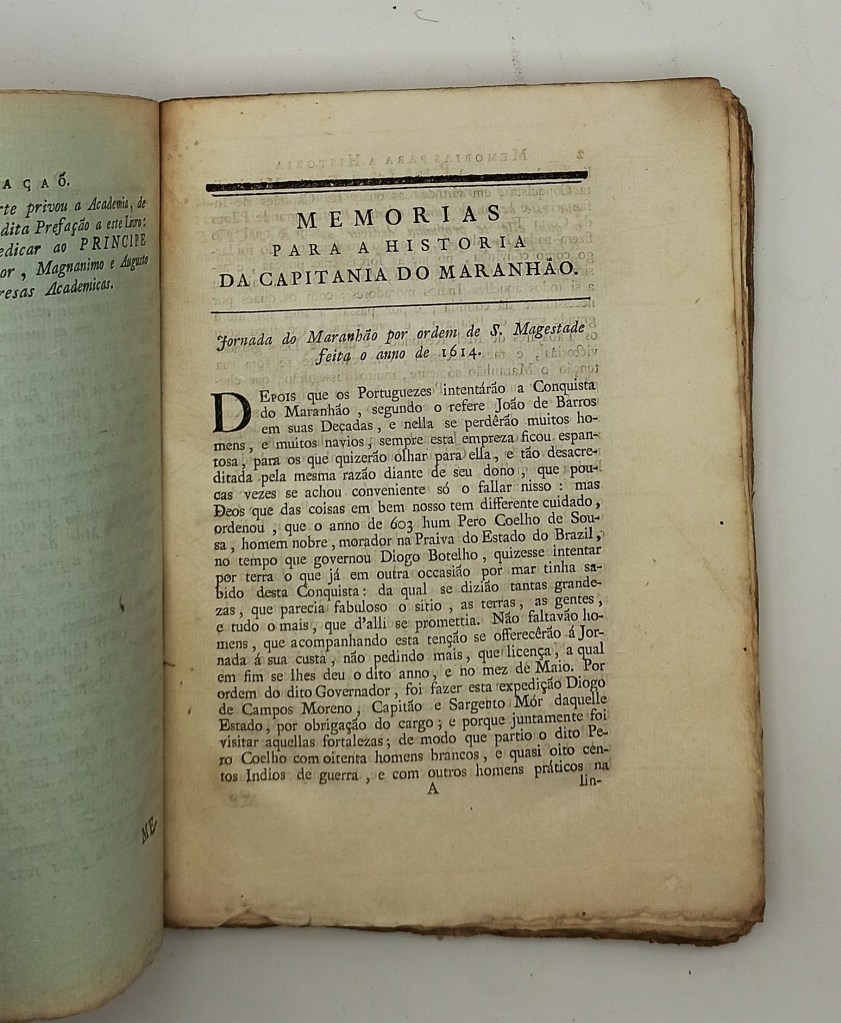 AÇAÕ.
rte privou a Academia, de
dita Prefação a este Livro:
edicar ao PRINCIPE
or, Magnanimo e Augusto
resas Academicas.
ME
MEMORIAS
PARA A HISTORIA
DA CAPITANIA DO MARANHÃO.
Jornada do Maranhão por ordem de S. Magestade
feita o anno de 1614.
DEPOIS que os Portuguezes intentárão a Conquista
do Maranhão, segundo o refere João de Barros
em suas Decadas, e nella se perdêrão muitos ho-
mens, e muitos navios, sempre esta empreza ficou espan-
tosa, para os que quizerão olhar para ella, e tão desacre-
ditada pela mesma razão diante de seu dono, que pou-
cas vezes se achou conveniente só o fallar nisso: mas
Deos que das coisas em bem nosso tem differente cuidado,
ordenou, que o anno de 603 hum Pero Coelho de Sou-
sa, homem nobre, morador na Praiva do Estado do Brazil,
no tempo que governou Diogo Botelho, quizesse intentar
por terra o que já em outra occasião por mar tinha sa-
bido desta Conquista: da qual se dizião tantas grande-
zas, que parecia fabuloso o sitio, as terras, as gentes,
e tudo o mais, que d'alli se promettia. Não faltavão ho-
mens, que acompanhando esta tenção se offerecêrão á Jor-
nada á sua custa, não pedindo mais, que licença, a qual
em fim se lhes deu o dito anno, e no mez de Maio. Por
ordem do dito Governador, foi fazer esta expedição Diogo
de Campos Moreno, Capitão e Sargento Mór daquelle
Estado, por obrigação do cargo; e porque juntamente foi
visitar aquellas fortalezas; de modo que partio o dito Pe-
ro Coelho com oitenta homens brancos, e quasi oito cen-
tos Indios de guerra, e com outros homens práticos na
A
lin-